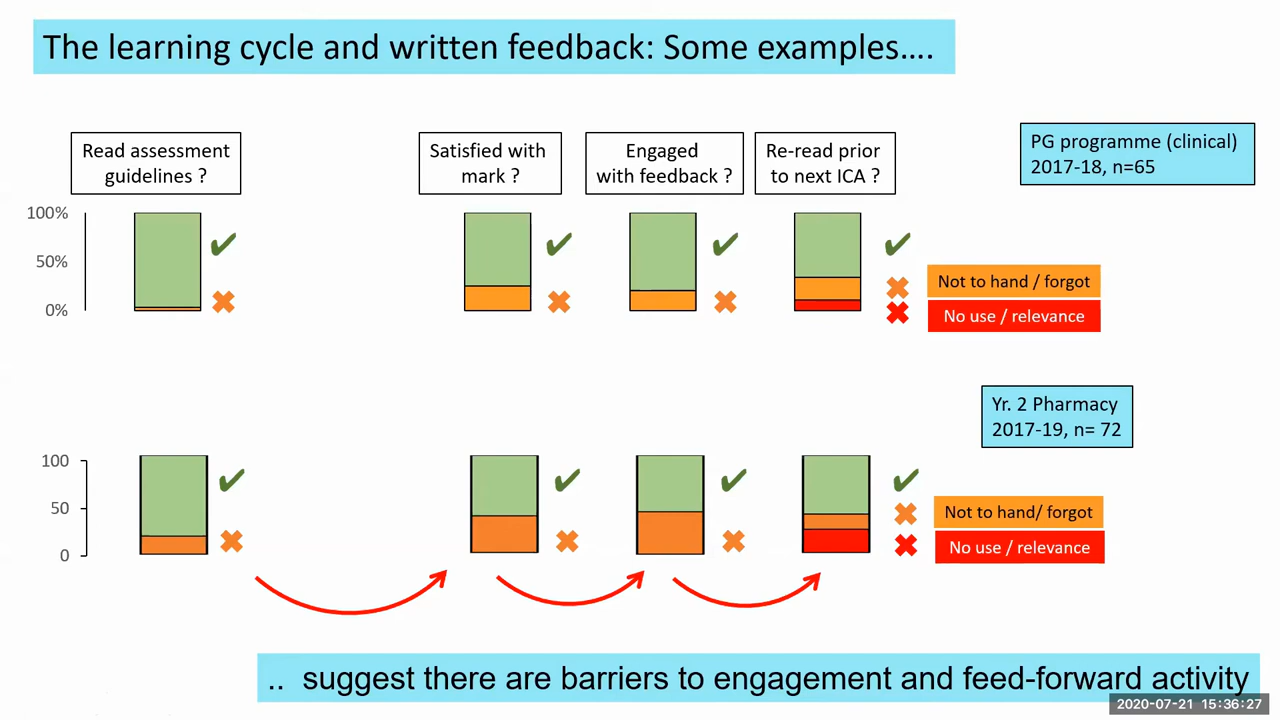 The learning cycle and written feedback: Some examples….
Read assessment
guidelines ?
Satisfied with
mark ?
Engaged
with feedback ?
Re-read prior
to next ICA ?
PG programme (clinical)
2017-18, n=65
100%
50%
0%
Not to hand / forgot
No use / relevance
Yr. 2 Pharmacy
2017-19, n= 72
100
50
0
Not to hand/ forgot
No use / relevance
.. suggest there are barriers to engagement and feed-forward activity
2020-07-21 15:36:27